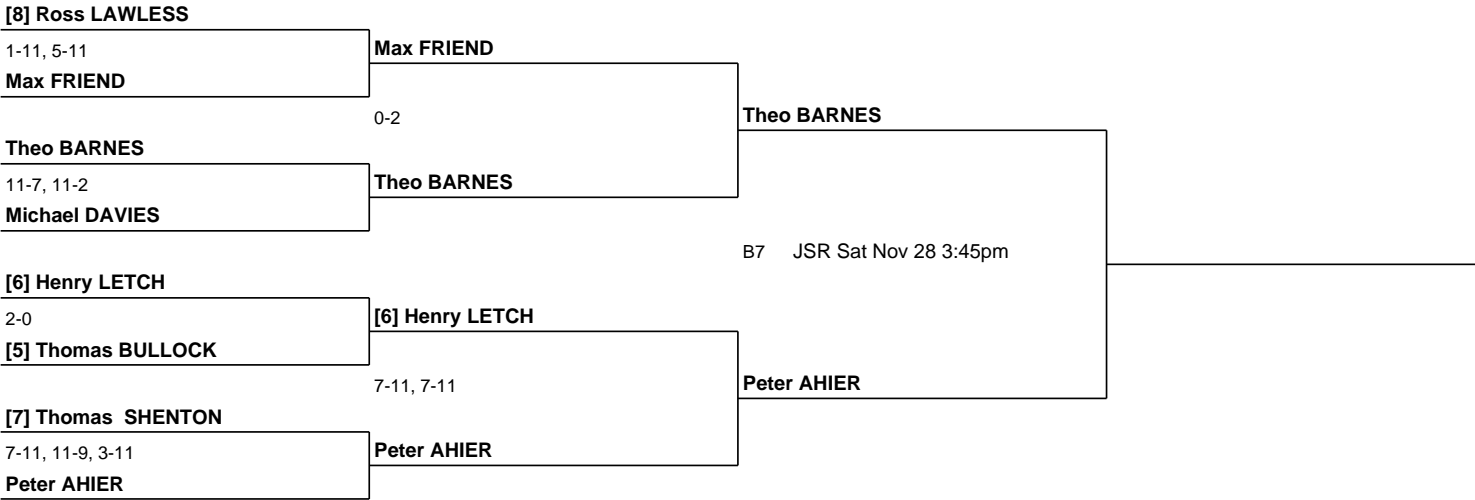 [8] Ross LAWLESS
1-11, 5-11
Max FRIEND
Max FRIEND
0-2
Theo BARNES
Theo BARNES
11-7, 11-2
Theo BARNES
Michael DAVIES
B7 JSR Sat Nov 28 3:45pm
[6] Henry LETCH
2-0
[6] Henry LETCH
[5] Thomas BULLOCK
7-11, 7-11
Peter AHIER
[7] Thomas SHENTON
7-11, 11-9, 3-11
Peter AHIER
Peter AHIER